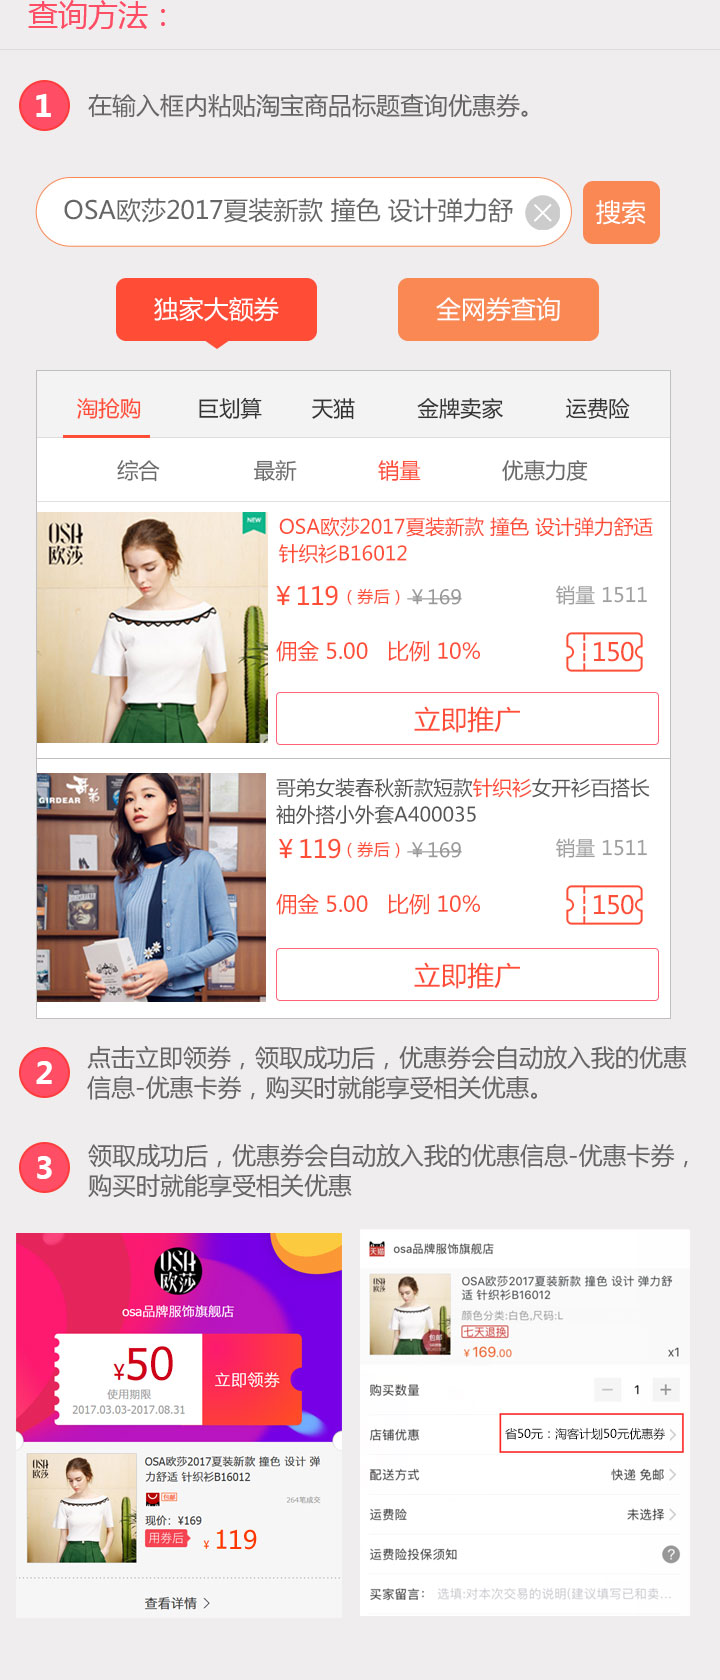 查询方法：
1 在输入框内粘贴淘宝商品标题查询优惠券。
OSA欧莎2017夏装新款 撞色 设计弹力舒
搜索
独家大额券 全网券查询
淘抢购 巨划算 天猫 金牌卖家 运费险
综合 最新 销量 优惠力度
OSA
欧莎
NEW
OSA欧莎2017夏装新款 撞色 设计弹力舒适
针织衫B16012
¥119（券后）¥169 销量 1511
佣金 5.00 比例 10% 150
立即推广
GIRDEAR 哥弟
哥弟女装春秋新款短款针织衫女开衫百搭长
袖外搭小外套A400035
¥119（券后）¥169 销量 1511
佣金 5.00 比例 10% 150
立即推广
2 点击立即领券，领取成功后，优惠券会自动放入我的优惠
信息-优惠卡券，购买时就能享受相关优惠。
3 领取成功后，优惠券会自动放入我的优惠信息-优惠卡券，
购买时就能享受相关优惠
OSA
欧莎
osa品牌服饰旗舰店
¥50
使用期限
2017.03.03-2017.08.31
立即领券
OSA
欧莎
OSA欧莎2017夏装新款 撞色 设计 弹
力舒适 针织衫B16012
包邮
264笔成交
现价：¥169
用券后 ¥ 119
查看详情
天猫 osa品牌服饰旗舰店
OSA
欧莎
包邮
OSA欧莎2017夏装新款 撞色 设计 弹力舒
适 针织衫B16012
颜色分类:白色,尺码:L
七天退换
¥169.00 x1
购买数量 1
店铺优惠 省50元：淘客计划50元优惠券
配送方式 快递 免邮
运费险 未选择
运费险投保须知 ?
买家留言： 选填:对本次交易的说明(建议填写已和卖...